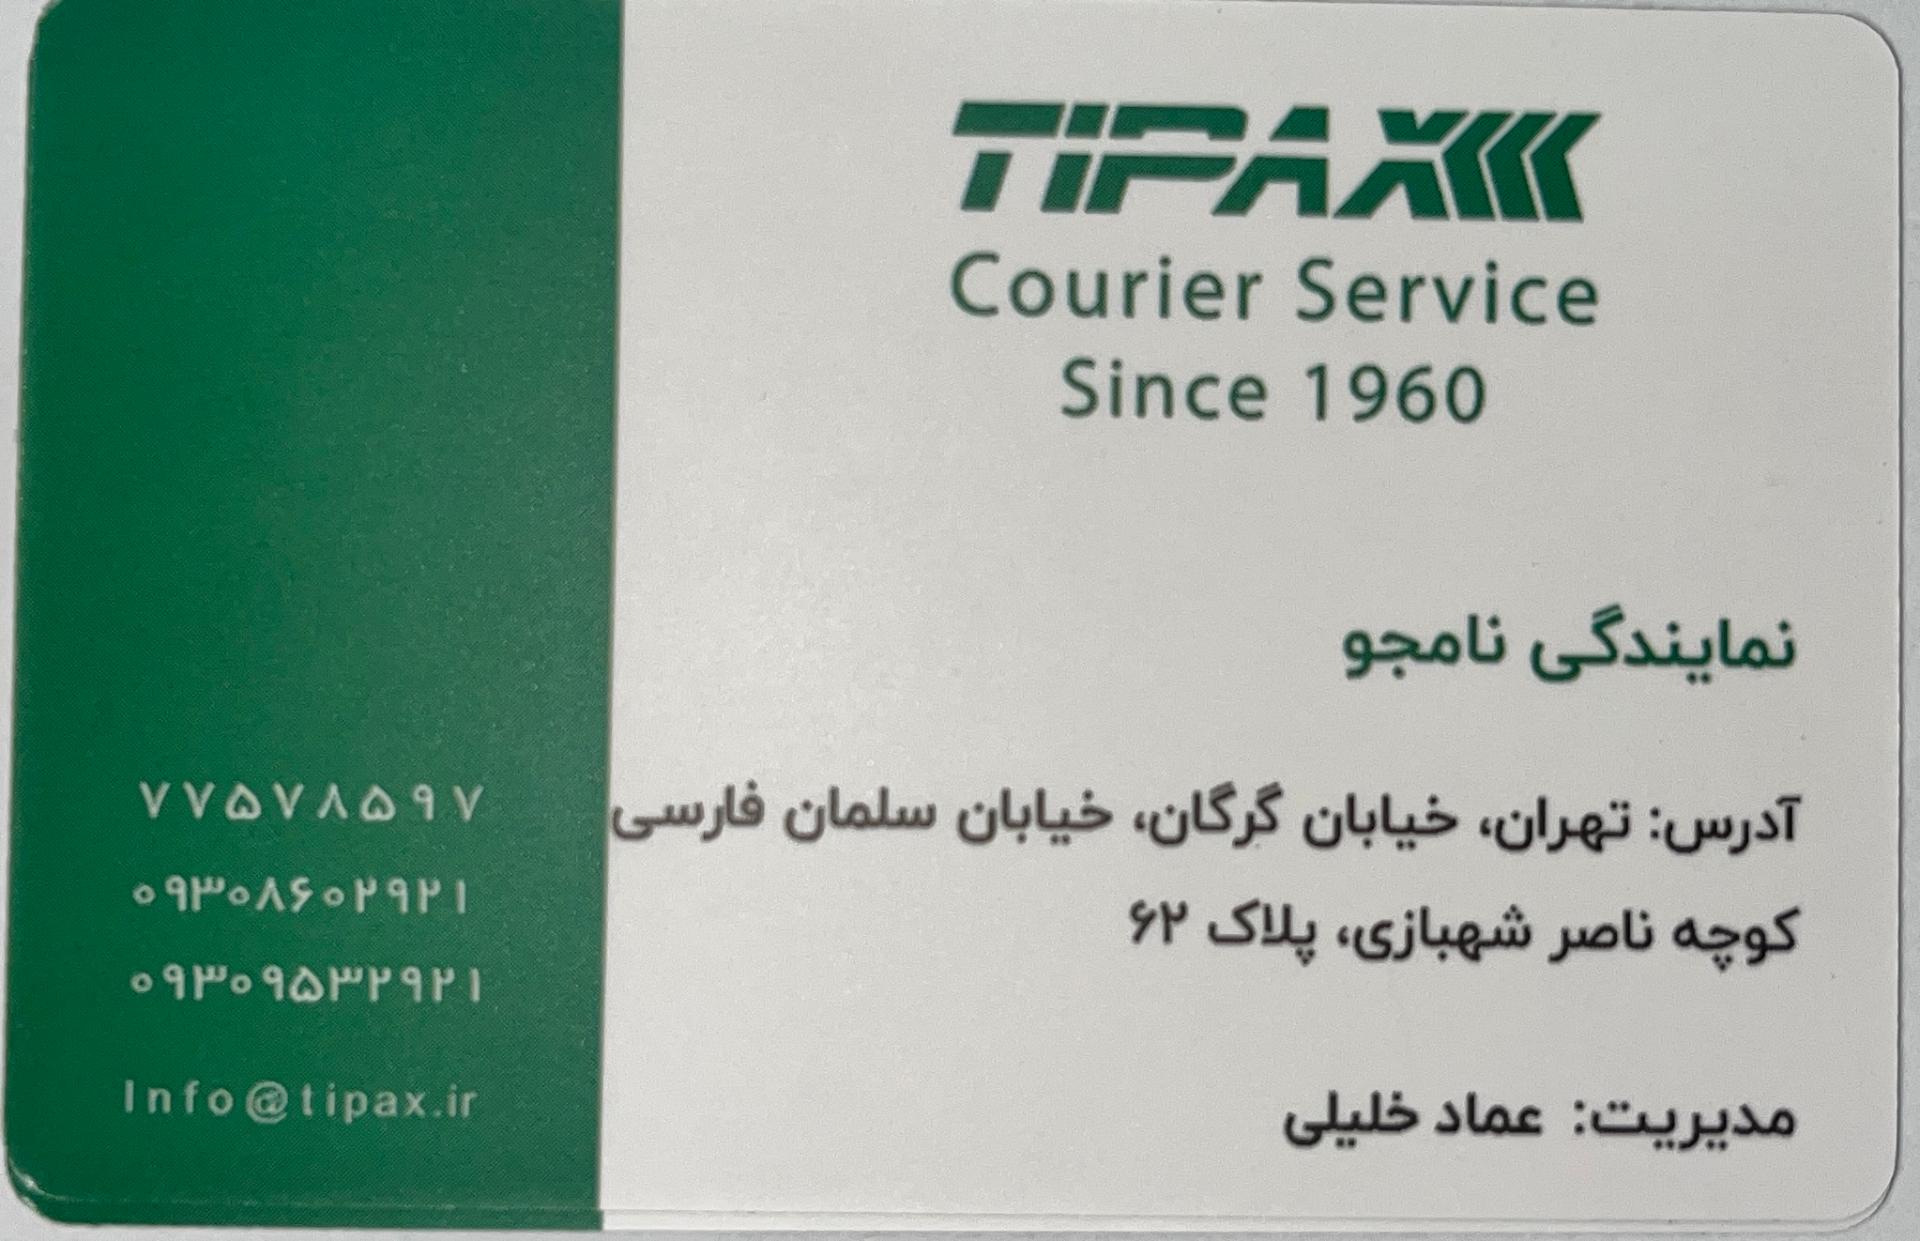 TIPAX
Courier Service
Since 1960
نمایندگی نامجو
آدرس: تهران، خیابان گرگان، خیابان سلمان فارسی
کوچه ناصر شهبازی، پلاک ۶۲
مدیریت: عماد خلیلی
۷۷۵۷۸۵۹۷
۰۹۳۰۸۶۰۲۹۲۱
۰۹۳۰۹۵۳۲۹۲۱
Info@tipax.ir